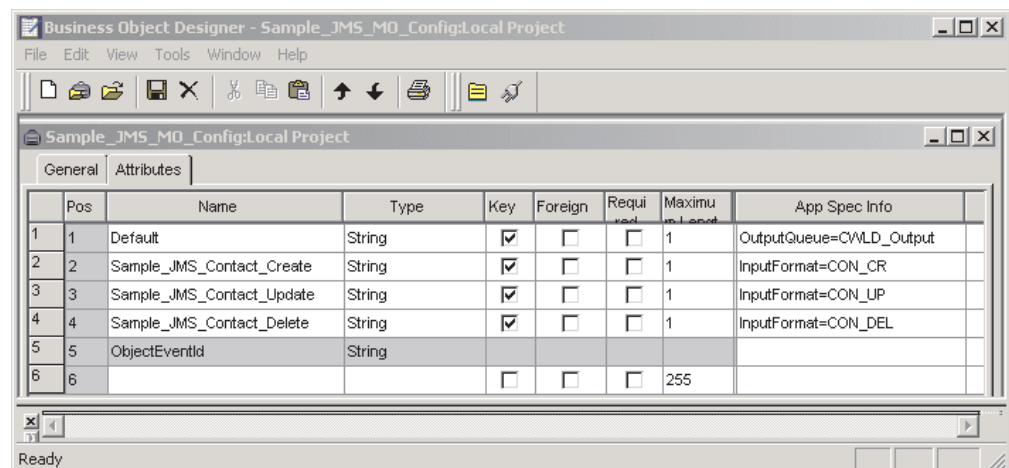 Business Object Designer - Sample_JMS_MO_Config:Local Project
File Edit View Tools Window Help
Sample_JMS_MO_Config:Local Project
General Attributes
Pos Name Type Key Foreign Requi red Maximu m Lengt App Spec Info
1 1 Default String 1 OutputQueue=CWLD_Output
2 2 Sample_JMS_Contact_Create String 1 InputFormat=CON_CR
3 3 Sample_JMS_Contact_Update String 1 InputFormat=CON_UP
4 4 Sample_JMS_Contact_Delete String 1 InputFormat=CON_DEL
5 5 ObjectEventId String
6 6 255
Ready